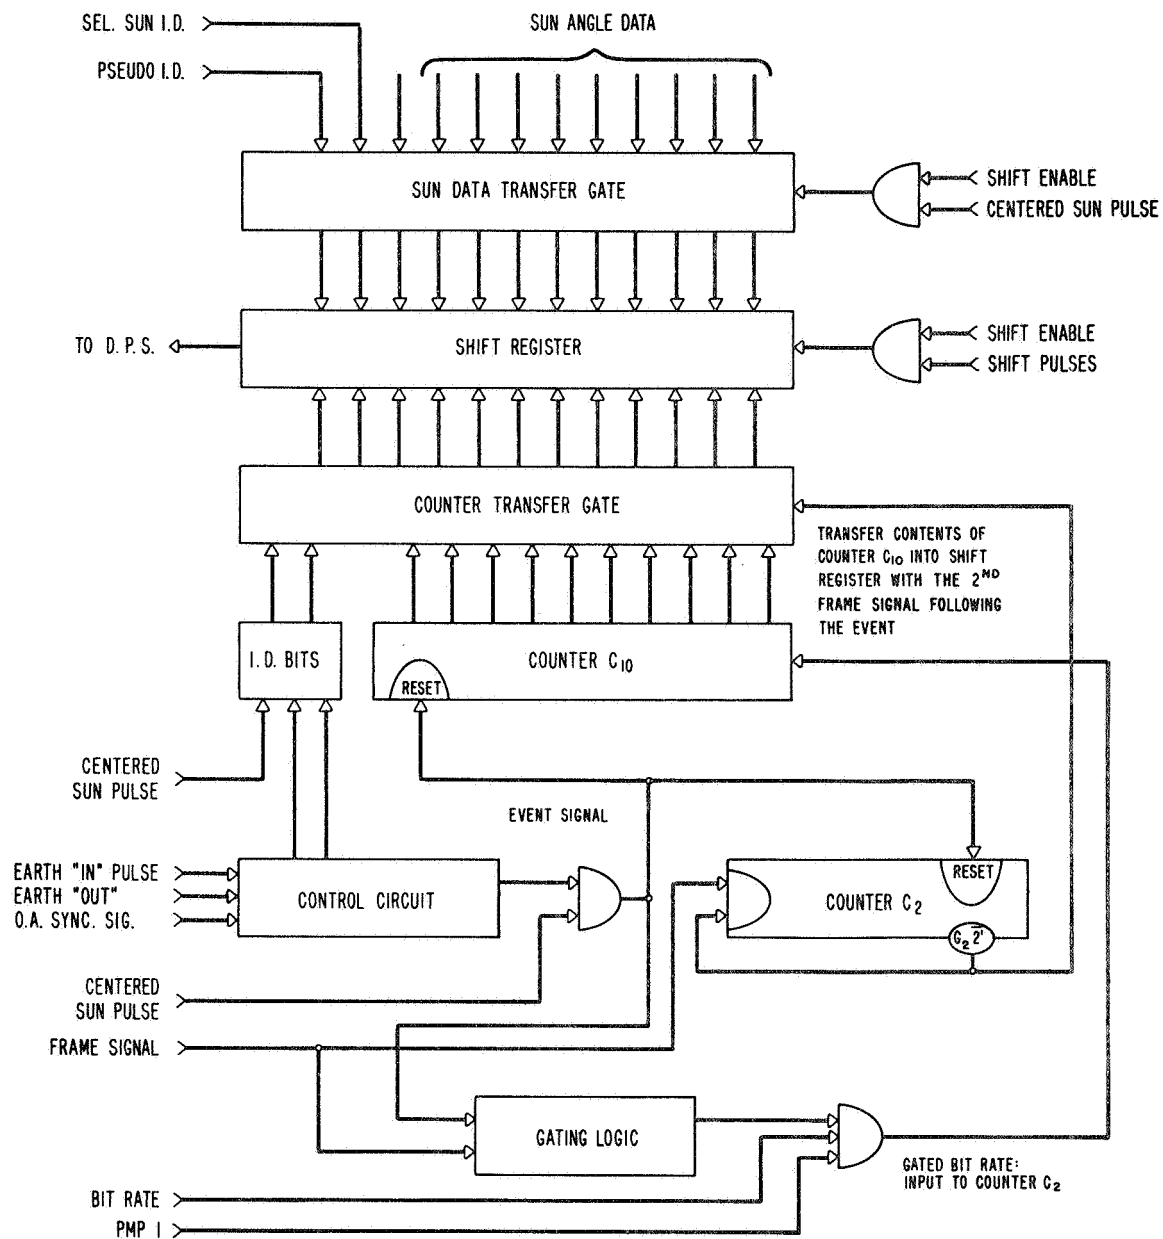 SEL. SUN I.D.
SUN ANGLE DATA
PSEUDO I.D.
SUN DATA TRANSFER GATE
SHIFT ENABLE
CENTERED SUN PULSE
TO D.P.S.
SHIFT REGISTER
SHIFT ENABLE
SHIFT PULSES
COUNTER TRANSFER GATE
TRANSFER CONTENTS OF
COUNTER C10 INTO SHIFT
REGISTER WITH THE 2ND
FRAME SIGNAL FOLLOWING
THE EVENT
I.D. BITS
COUNTER C10
RESET
CENTERED
SUN PULSE
EVENT SIGNAL
EARTH "IN" PULSE
EARTH "OUT"
O.A. SYNC. SIG.
CONTROL CIRCUIT
RESET
COUNTER C2
G2 2̅'
CENTERED
SUN PULSE
FRAME SIGNAL
GATING LOGIC
GATED BIT RATE:
INPUT TO COUNTER C2
BIT RATE
PMP 1